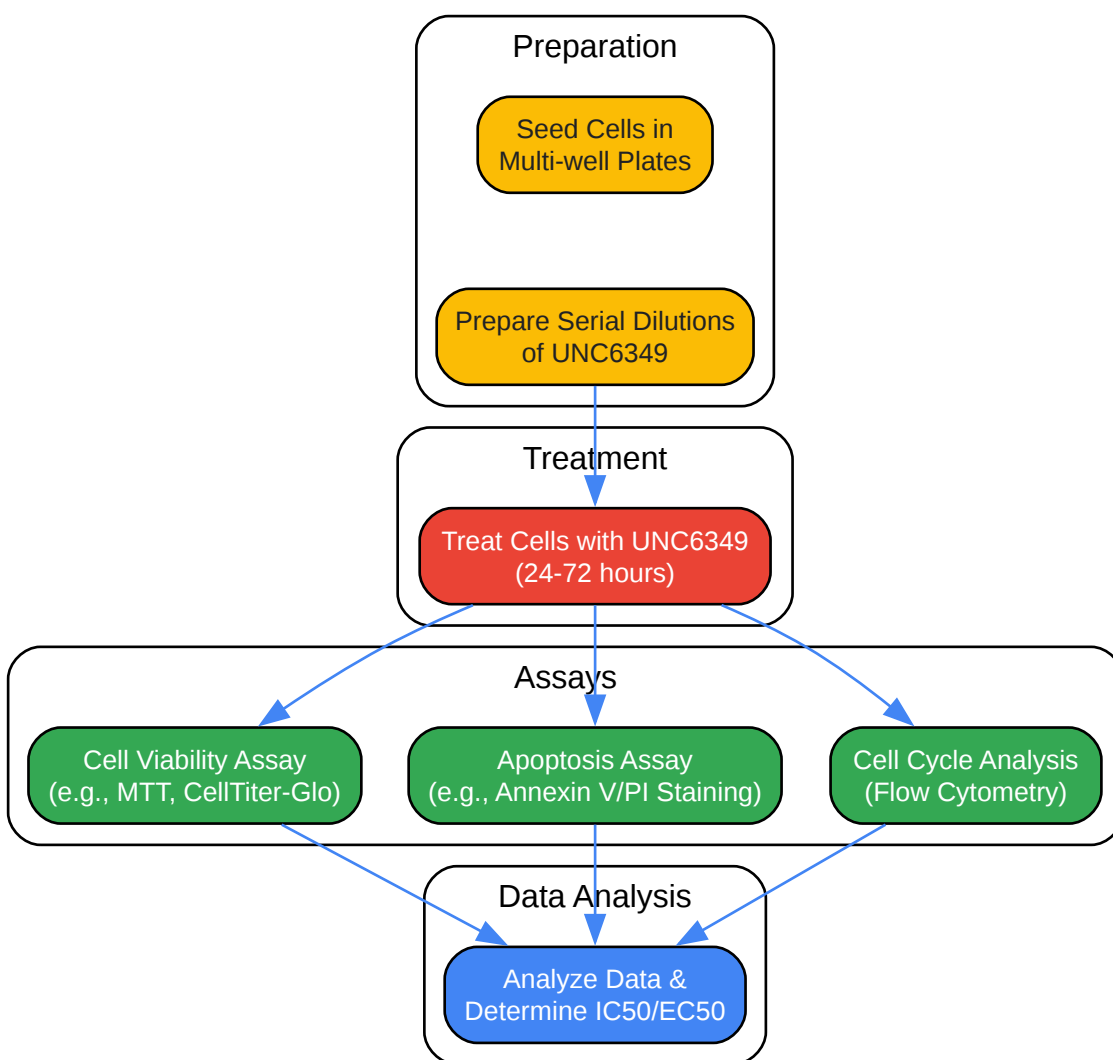 Preparation
Seed Cells in
Multi-well Plates
Prepare Serial Dilutions
of UNC6349
Treatment
Treat Cells with UNC6349
(24-72 hours)
Assays
Cell Viability Assay
(e.g., MTT, CellTiter-Glo)
Apoptosis Assay
(e.g., Annexin V/PI Staining)
Cell Cycle Analysis
(Flow Cytometry)
Data Analysis
Analyze Data &
Determine IC50/EC50